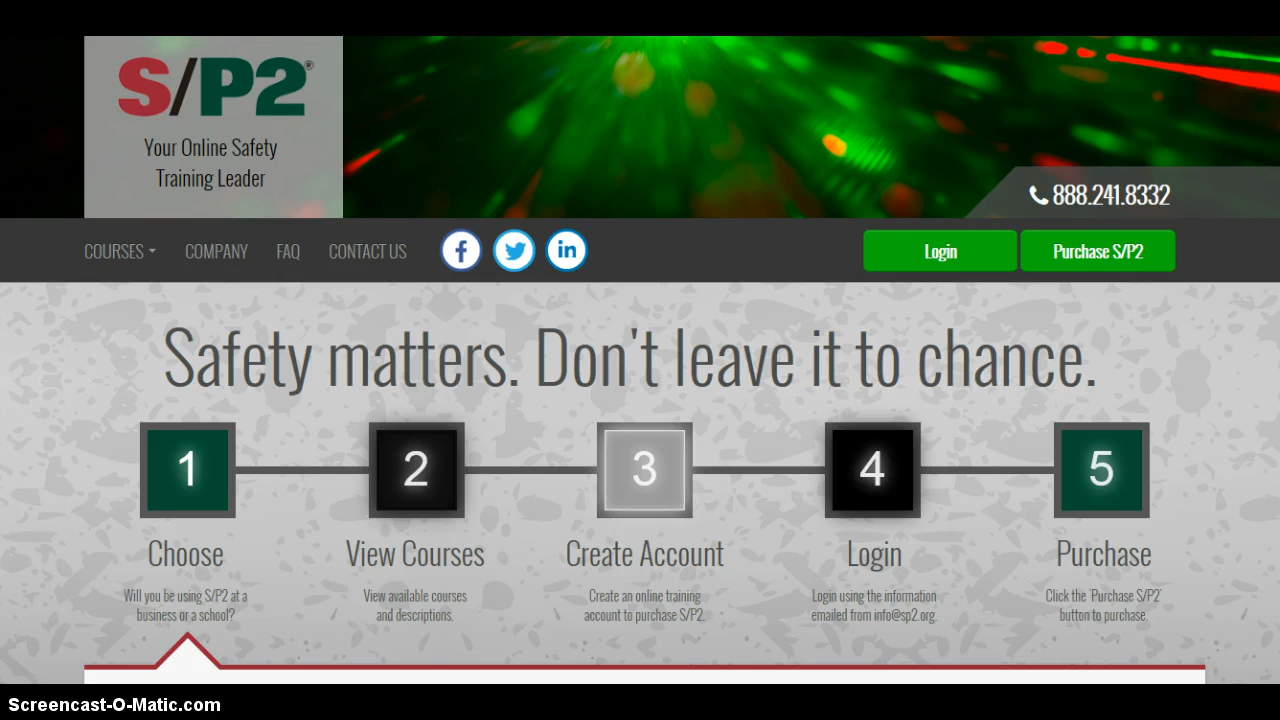 S/P2®
Your Online Safety
Training Leader
888.241.8332
COURSES COMPANY FAQ CONTACT US Login Purchase S/P2
Safety matters. Don't leave it to chance.
1 2 3 4 5
Choose View Courses Create Account Login Purchase
Will you be using S/P2 at a
business or a school?
View available courses
and descriptions.
Create an online training
account to purchase S/P2.
Login using the information
emailed from info@sp2.org.
Click the 'Purchase S/P2'
button to purchase.
Screencast-O-Matic.com